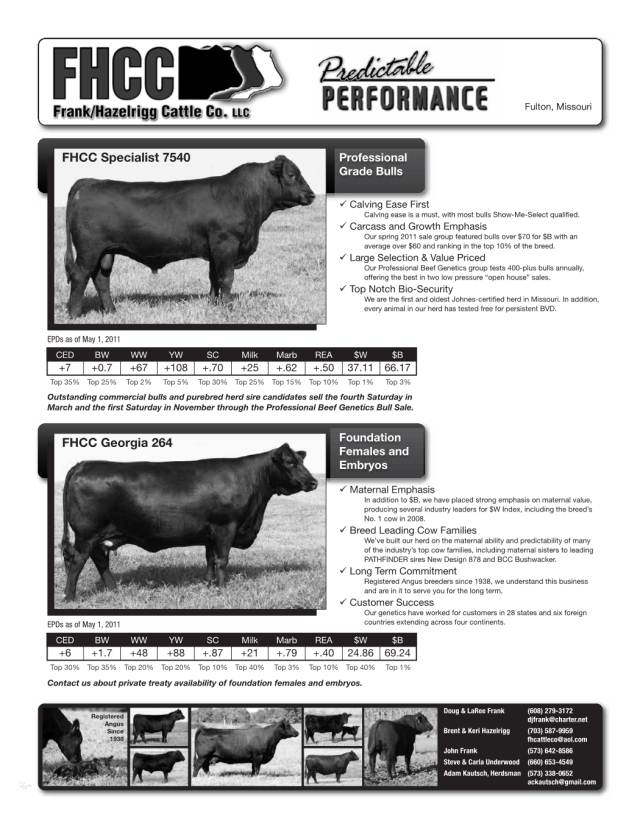 FHCC
Frank/Hazelrigg Cattle Co. LLC
Predictable
PERFORMANCE
Fulton, Missouri
FHCC Specialist 7540
Professional
Grade Bulls
✓ Calving Ease First
Calving ease is a must, with most bulls Show-Me-Select qualified.
✓ Carcass and Growth Emphasis
Our spring 2011 sale group featured bulls over $70 for $B with an
average over $60 and ranking in the top 10% of the breed.
✓ Large Selection & Value Priced
Our Professional Beef Genetics group tests 400-plus bulls annually,
offering the best in two low pressure “open house” sales.
✓ Top Notch Bio-Security
We are the first and oldest Johnes-certified herd in Missouri. In addition,
every animal in our herd has tested free for persistent BVD.
EPDs as of May 1, 2011
CED BW WW YW SC Milk Marb REA $W $B
+7 +0.7 +67 +108 +.70 +25 +.62 +.50 37.11 66.17
Top 35% Top 25% Top 2% Top 5% Top 30% Top 25% Top 15% Top 10% Top 1% Top 3%
Outstanding commercial bulls and purebred herd sire candidates sell the fourth Saturday in
March and the first Saturday in November through the Professional Beef Genetics Bull Sale.
FHCC Georgia 264
Foundation
Females and
Embryos
✓ Maternal Emphasis
In addition to $B, we have placed strong emphasis on maternal value,
producing several industry leaders for $W Index, including the breed’s
No. 1 cow in 2008.
✓ Breed Leading Cow Families
We’ve built our herd on the maternal ability and predictability of many
of the industry’s top cow families, including maternal sisters to leading
PATHFINDER sires New Design 878 and BCC Bushwacker.
✓ Long Term Commitment
Registered Angus breeders since 1938, we understand this business
and are in it to serve you for the long term.
✓ Customer Success
Our genetics have worked for customers in 28 states and six foreign
countries extending across four continents.
EPDs as of May 1, 2011
CED BW WW YW SC Milk Marb REA $W $B
+6 +1.7 +48 +88 +.87 +21 +.79 +.40 24.86 69.24
Top 30% Top 35% Top 20% Top 20% Top 10% Top 40% Top 3% Top 10% Top 40% Top 1%
Contact us about private treaty availability of foundation females and embryos.
Registered
Angus
Since
1938
Doug & LaRee Frank (608) 279-3172
djfrank@charter.net
Brent & Keri Hazelrigg (703) 587-9959
fhcattleco@aol.com
John Frank (573) 642-8586
Steve & Carla Underwood (660) 653-4549
Adam Kautsch, Herdsman (573) 338-0652
ackautsch@gmail.com